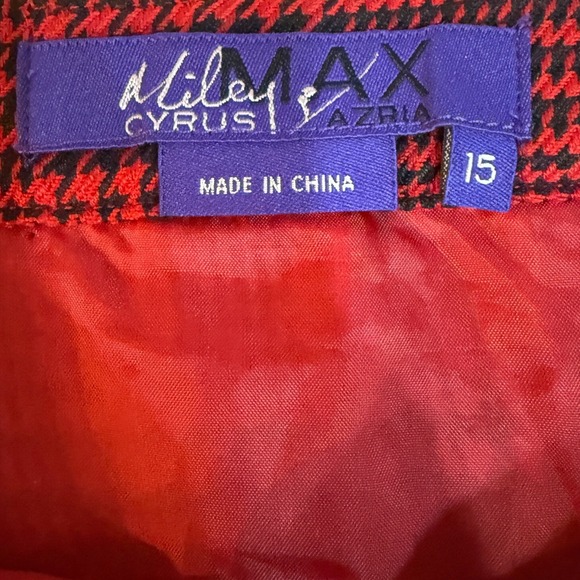 Miley & MAX
CYRUS AZRIA
MADE IN CHINA
15